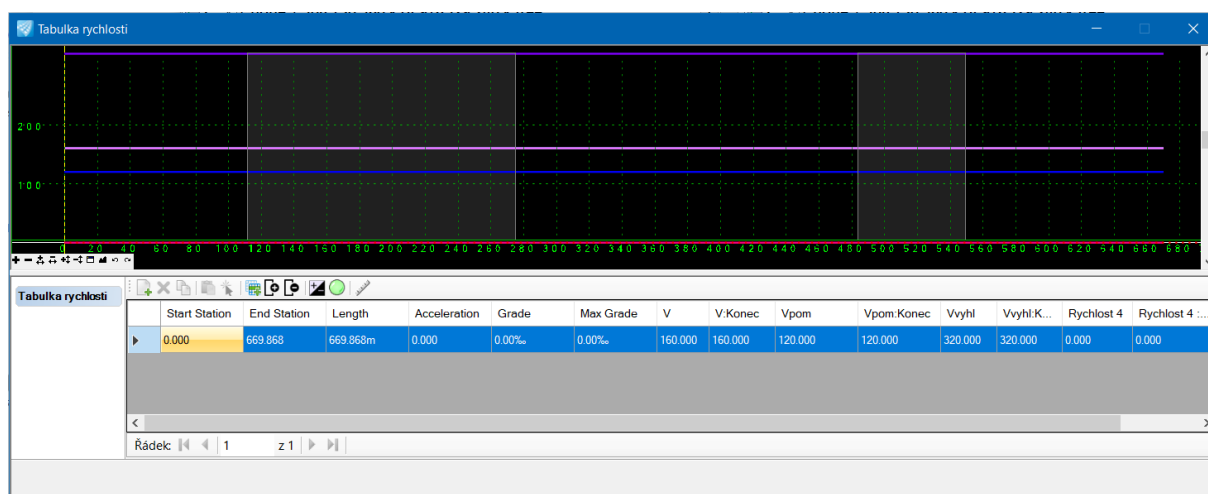 Tabulka rychlosti
200
100
0 20 40 60 80 100 120 140 160 180 200 220 240 260 280 300 320 340 360 380 400 420 440 460 480 500 520 540 560 580 600 620 640 660 680
Tabulka rychlosti
Start Station End Station Length Acceleration Grade Max Grade V V:Konec Vpom Vpom:Konec Vvyhl Vvyhl:K... Rychlost 4 Rychlost 4 :...
0.000 669.868 669.868m 0.000 0.00‰ 0.00‰ 160.000 160.000 120.000 120.000 320.000 320.000 0.000 0.000
Řádek: 1 z 1